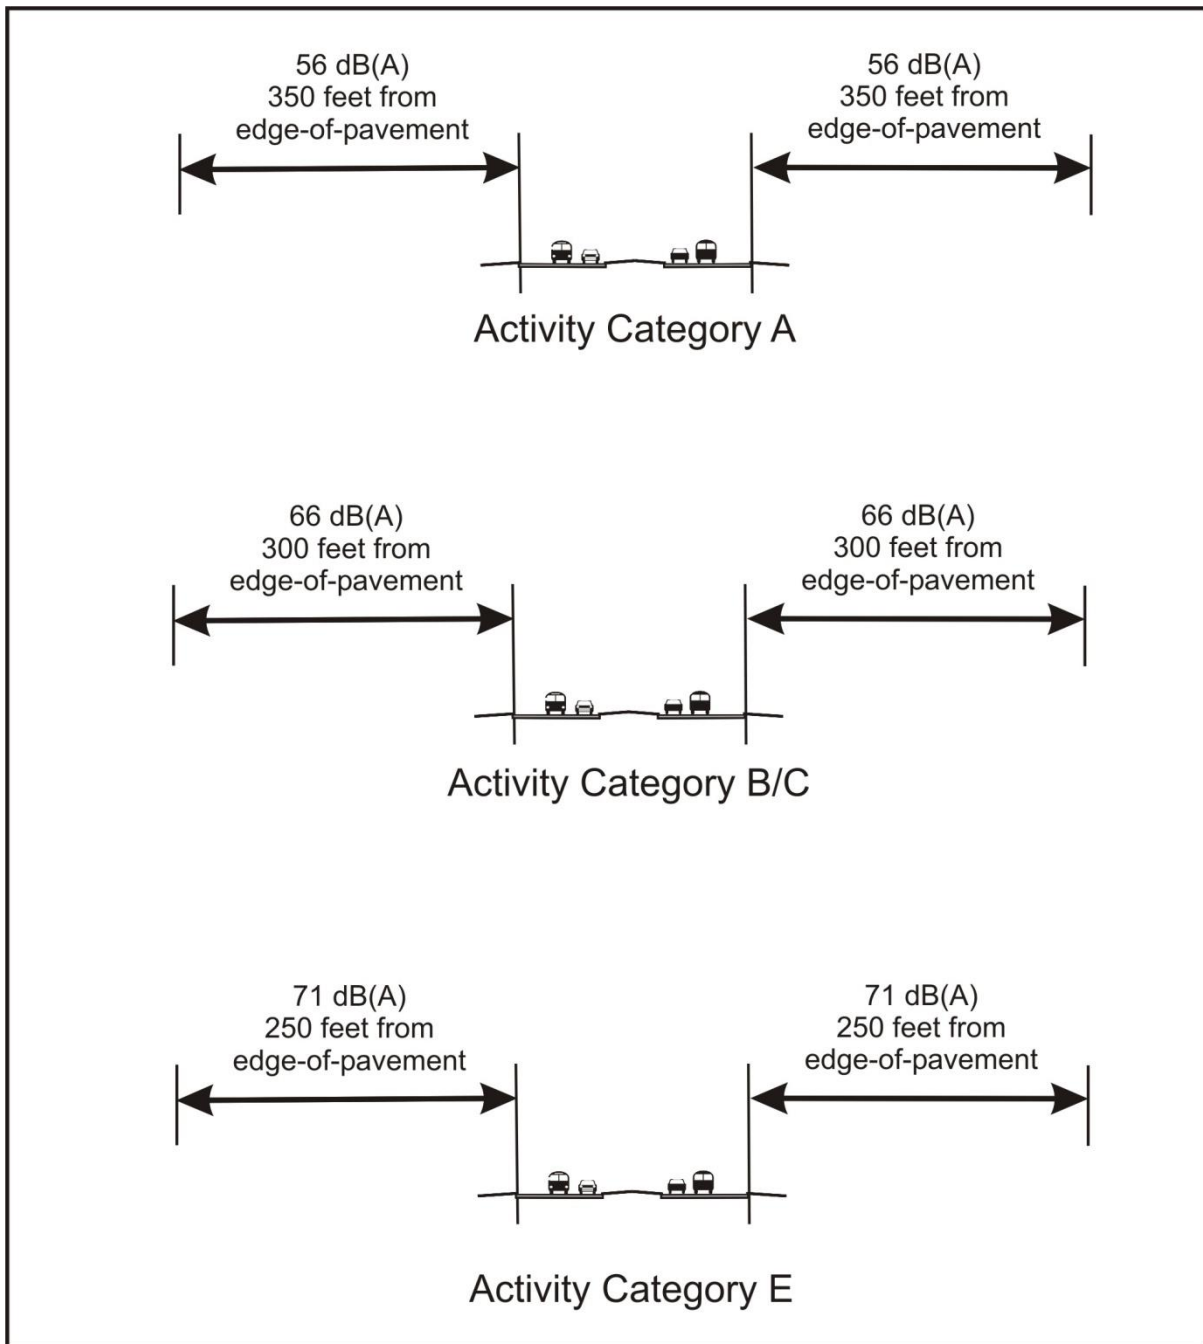 56 dB(A)
350 feet from
edge-of-pavement
56 dB(A)
350 feet from
edge-of-pavement
Activity Category A
66 dB(A)
300 feet from
edge-of-pavement
66 dB(A)
300 feet from
edge-of-pavement
Activity Category B/C
71 dB(A)
250 feet from
edge-of-pavement
71 dB(A)
250 feet from
edge-of-pavement
Activity Category E